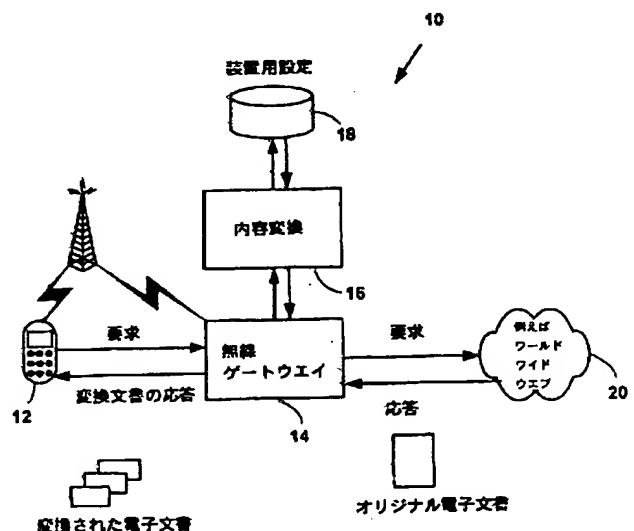 10
装置用設定
18
内容変換
16
要求
無線
ゲートウエイ
要求
例えば
ワールド
ワイド
ウエブ
12
変換文書の応答
14
応答
20
変換された電子文書
オリジナル電子文書